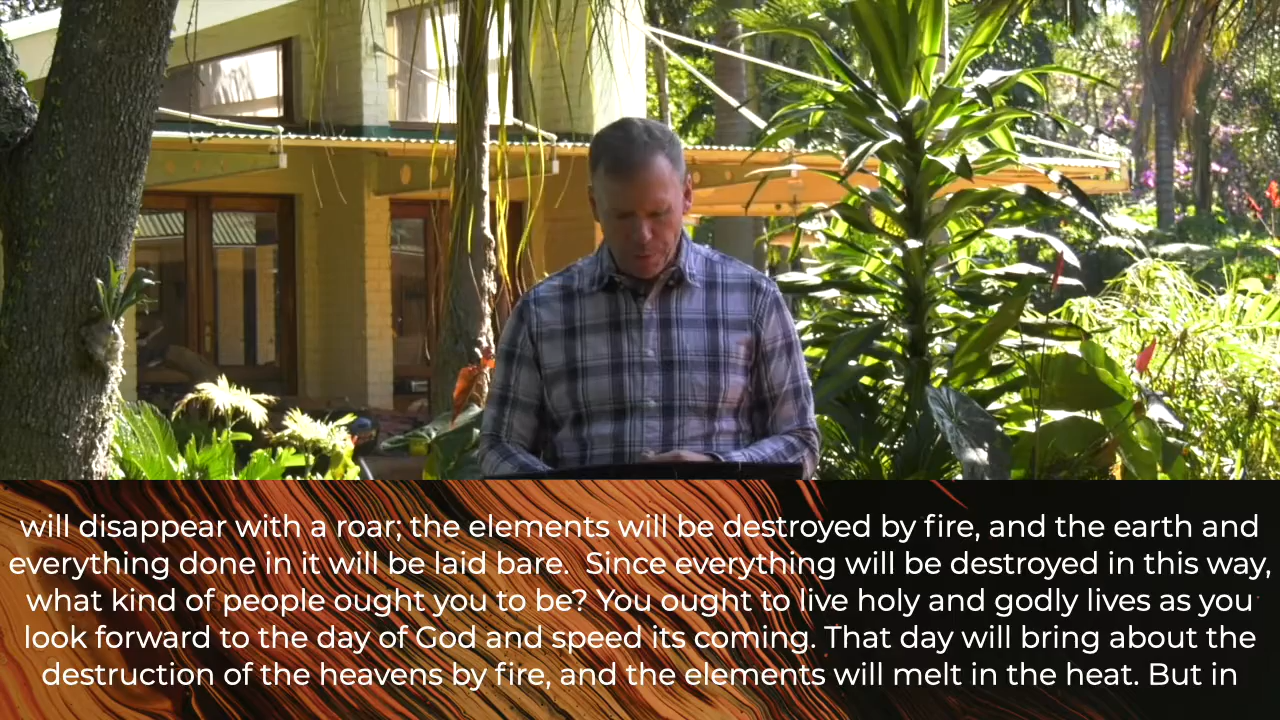 will disappear with a roar; the elements will be destroyed by fire, and the earth and
everything done in it will be laid bare.  Since everything will be destroyed in this way,
what kind of people ought you to be? You ought to live holy and godly lives as you
look forward to the day of God and speed its coming. That day will bring about the
destruction of the heavens by fire, and the elements will melt in the heat. But in